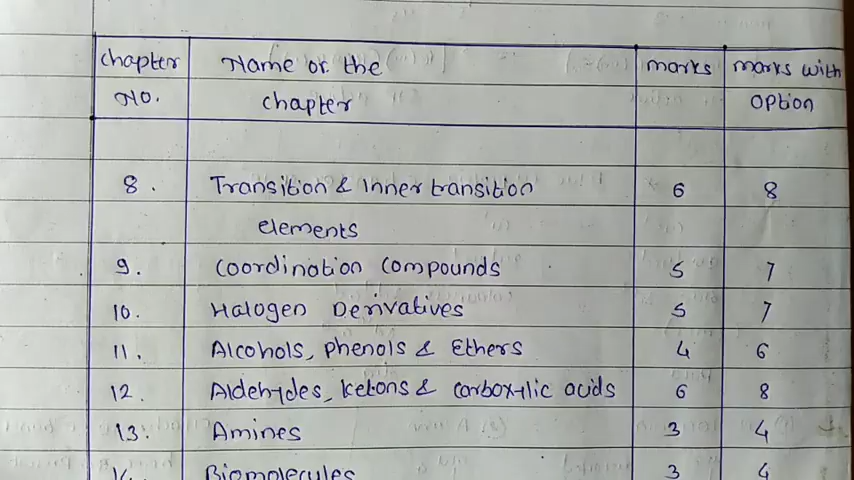 Chapter No. Name of the chapter marks marks with option
8. Transition & Inner transition elements 6 8
9. Coordination Compounds 5 7
10. Halogen Derivatives 5 7
11. Alcohols, phenols & Ethers 4 6
12. Aldehydes, ketons & carboxylic acids 6 8
13. Amines 3 4
14. Biomolecules 3 4